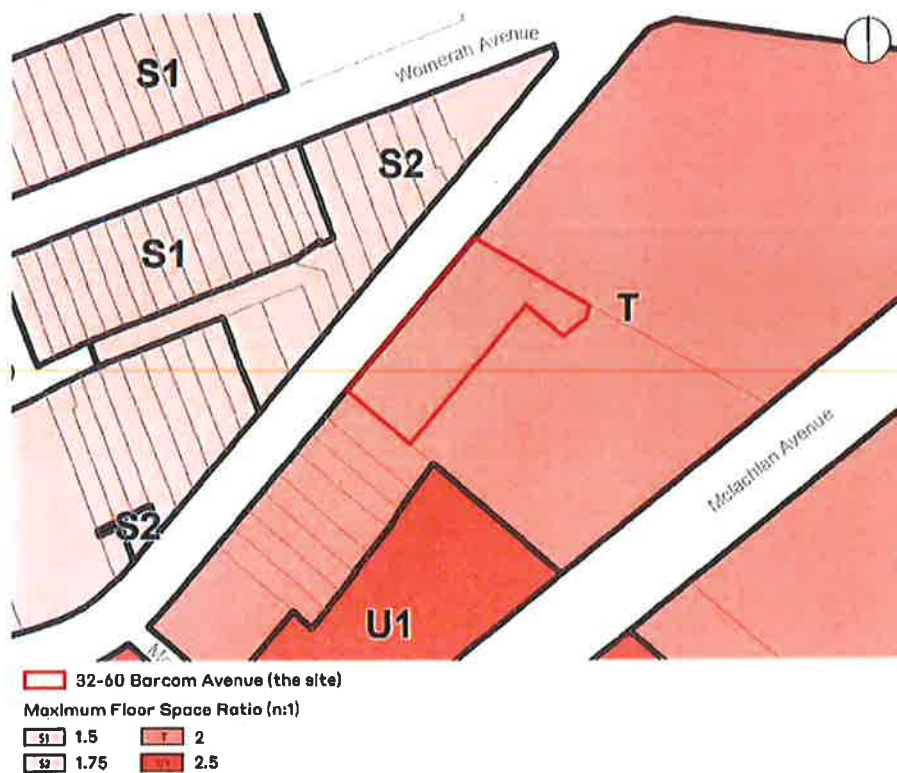 S1
Womerah Avenue
S2
S1
T
Mclachlan Avenue
S2
U1
32-60 Barcom Avenue (the site)
Maximum Floor Space Ratio (n:1)
S1 1.5 T 2
S2 1.75 U1 2.5